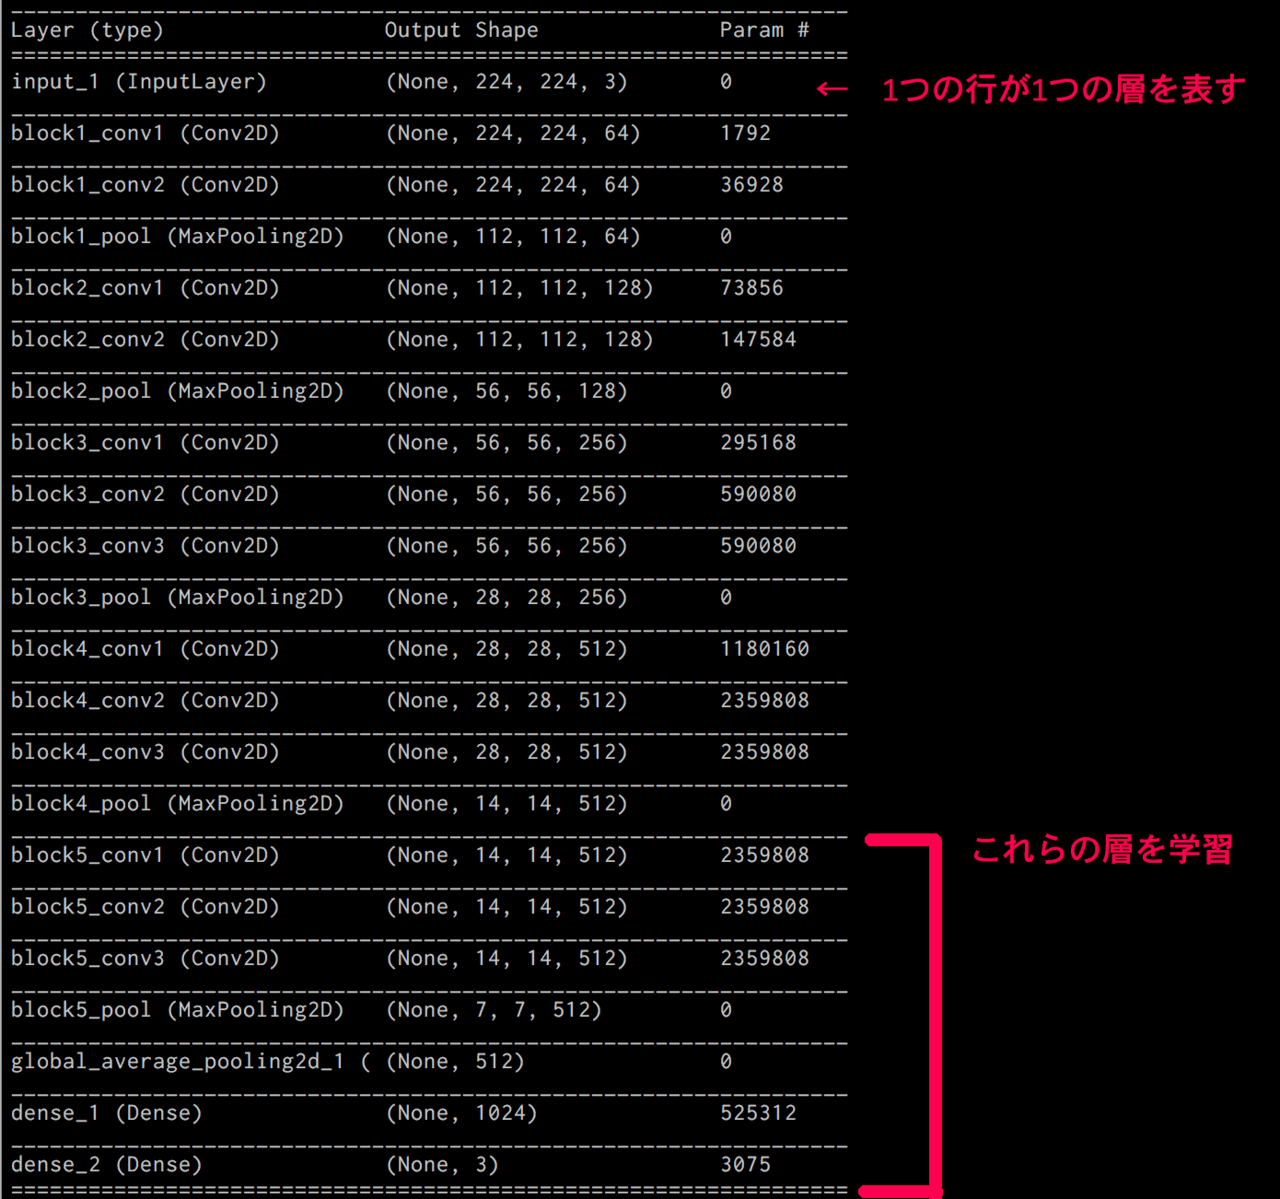 Layer (type) Output Shape Param #
input_1 (InputLayer) (None, 224, 224, 3) 0 ← 1つの行が1つの層を表す
block1_conv1 (Conv2D) (None, 224, 224, 64) 1792
block1_conv2 (Conv2D) (None, 224, 224, 64) 36928
block1_pool (MaxPooling2D) (None, 112, 112, 64) 0
block2_conv1 (Conv2D) (None, 112, 112, 128) 73856
block2_conv2 (Conv2D) (None, 112, 112, 128) 147584
block2_pool (MaxPooling2D) (None, 56, 56, 128) 0
block3_conv1 (Conv2D) (None, 56, 56, 256) 295168
block3_conv2 (Conv2D) (None, 56, 56, 256) 590080
block3_conv3 (Conv2D) (None, 56, 56, 256) 590080
block3_pool (MaxPooling2D) (None, 28, 28, 256) 0
block4_conv1 (Conv2D) (None, 28, 28, 512) 1180160
block4_conv2 (Conv2D) (None, 28, 28, 512) 2359808
block4_conv3 (Conv2D) (None, 28, 28, 512) 2359808
block4_pool (MaxPooling2D) (None, 14, 14, 512) 0
block5_conv1 (Conv2D) (None, 14, 14, 512) 2359808 これらの層を学習
block5_conv2 (Conv2D) (None, 14, 14, 512) 2359808
block5_conv3 (Conv2D) (None, 14, 14, 512) 2359808
block5_pool (MaxPooling2D) (None, 7, 7, 512) 0
global_average_pooling2d_1 ( (None, 512) 0
dense_1 (Dense) (None, 1024) 525312
dense_2 (Dense) (None, 3) 3075